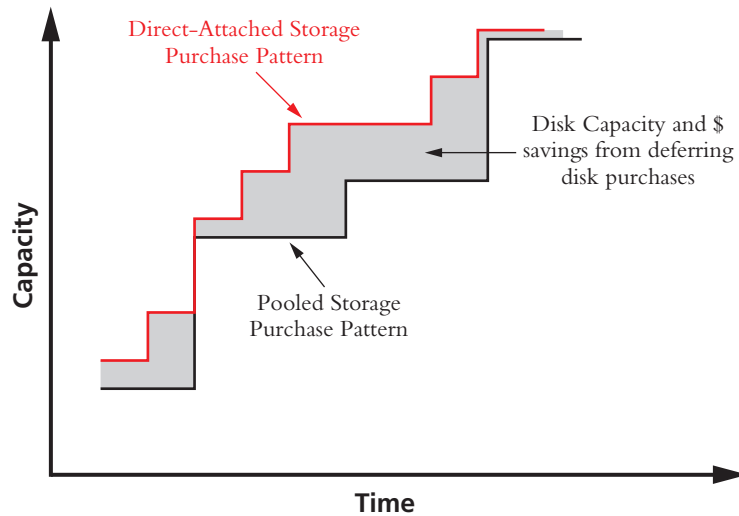 Direct-Attached Storage
Purchase Pattern
Disk Capacity and $
savings from deferring
disk purchases
Capacity
Pooled Storage
Purchase Pattern
Time